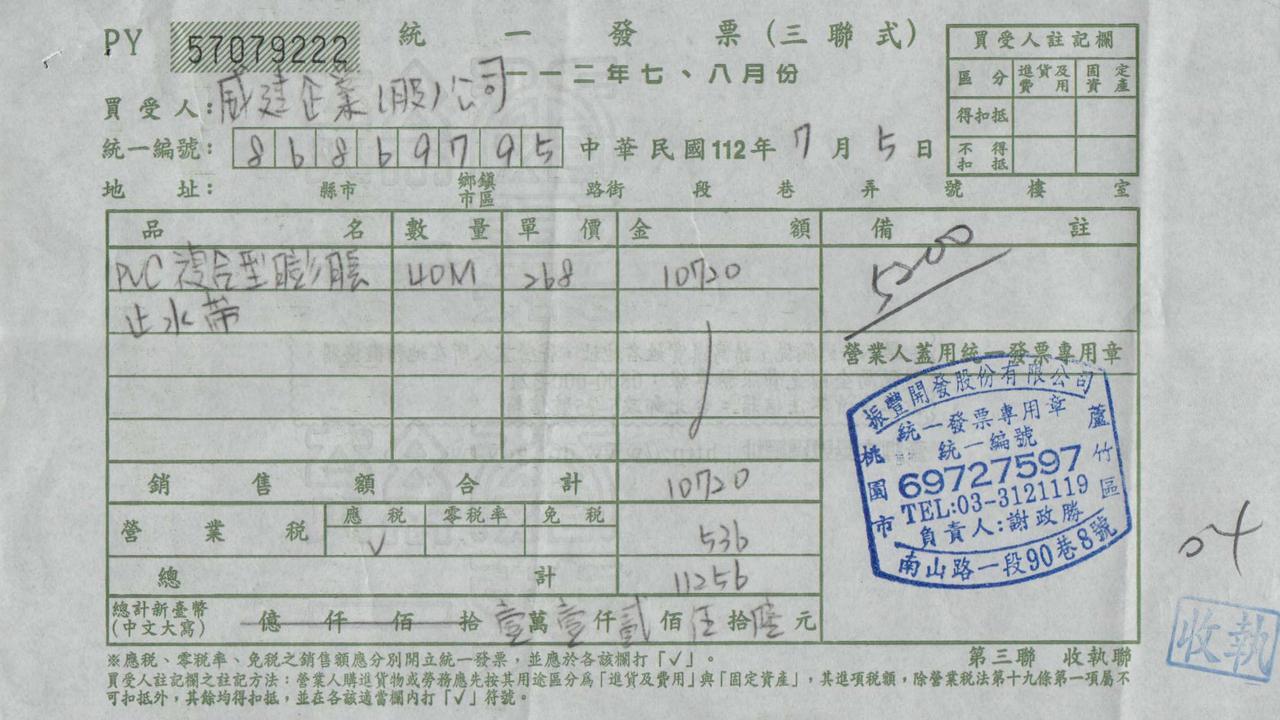 PY 57079222 統一發票(三聯式)
一一二年七、八月份
買受人:威建企業(股)公司
統一編號: 86869795 中華民國112年7月5日
地址: 縣市 鄉鎮市區 路街 段 巷 弄 號 樓 室
買受人註記欄
區分 進貨及費用 固定資產
得扣抵
不得扣抵
品名 數量 單價 金額 備註
PVC複合型膨脹 40M 268 10720 5200
止水帶
營業人蓋用統一發票專用章
振豐開發股份有限公司
統一發票專用章
統一編號
69727597
TEL:03-3121119
負責人:謝政勝
桃園市 蘆竹區
南山路一段90巷8號
銷售額合計 10720
營業稅 應稅 零稅率 免稅
√ 536
總計 11256
總計新臺幣(中文大寫) 億仟佰拾壹萬壹仟貳佰伍拾陸元
04
收執
※應稅、零稅率、免稅之銷售額應分別開立統一發票,並應於各該欄打「√」。
第三聯 收執聯
買受人註記欄之註記方法:營業人購進貨物或勞務應先按其用途區分為「進貨及費用」與「固定資產」,其進項稅額,除營業稅法第十九條第一項屬不
可扣抵外,其餘均得扣抵,並在各該適當欄內打「√」符號。